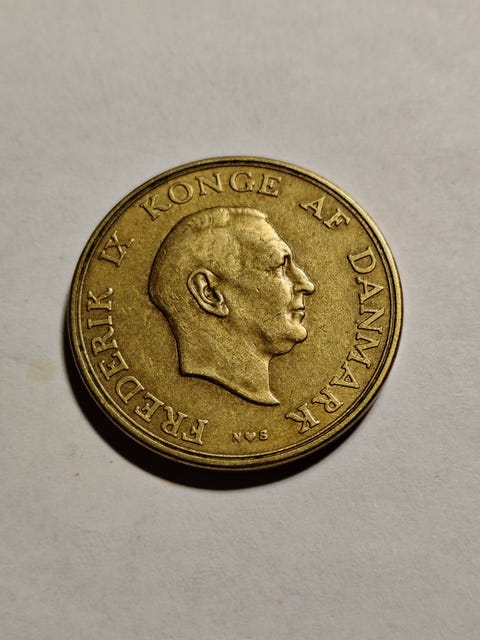 FREDERIK IX KONGE AF DANMARK
N♥S